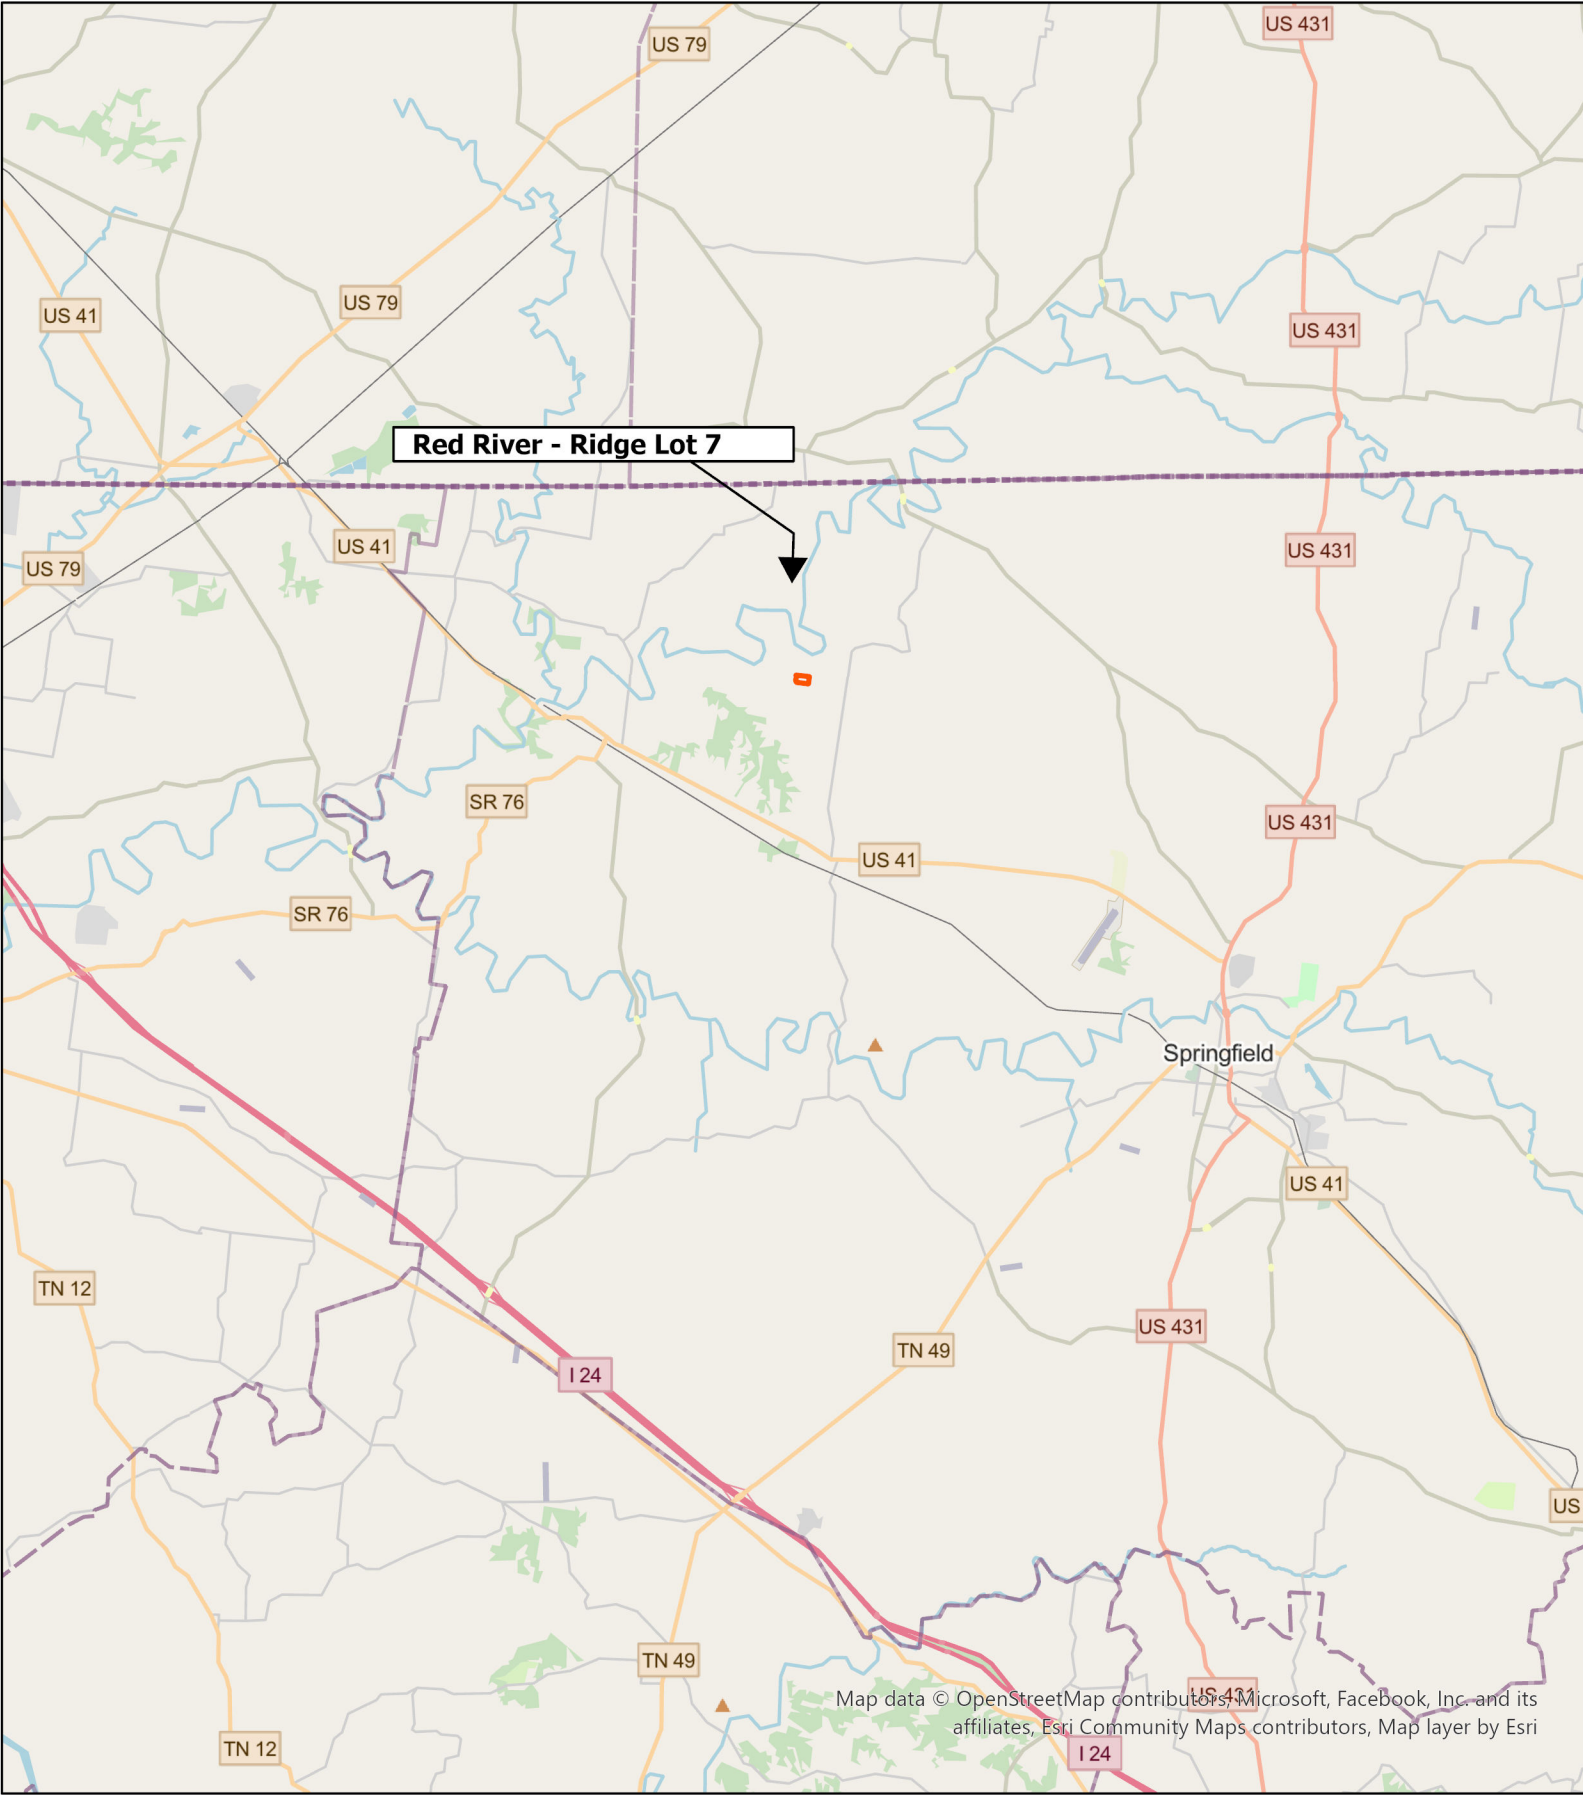 US 431
US 79
US 79
US 41
US 431
Red River - Ridge Lot 7
US 41
US 431
US 79
SR 76
US 431
US 41
SR 76
Springfield
US 41
TN 12
US 431
TN 49
I 24
US
TN 49
US 431
Map data © OpenStreetMap contributors, Microsoft, Facebook, Inc. and its
affiliates, Esri Community Maps contributors, Map layer by Esri
TN 12
I 24